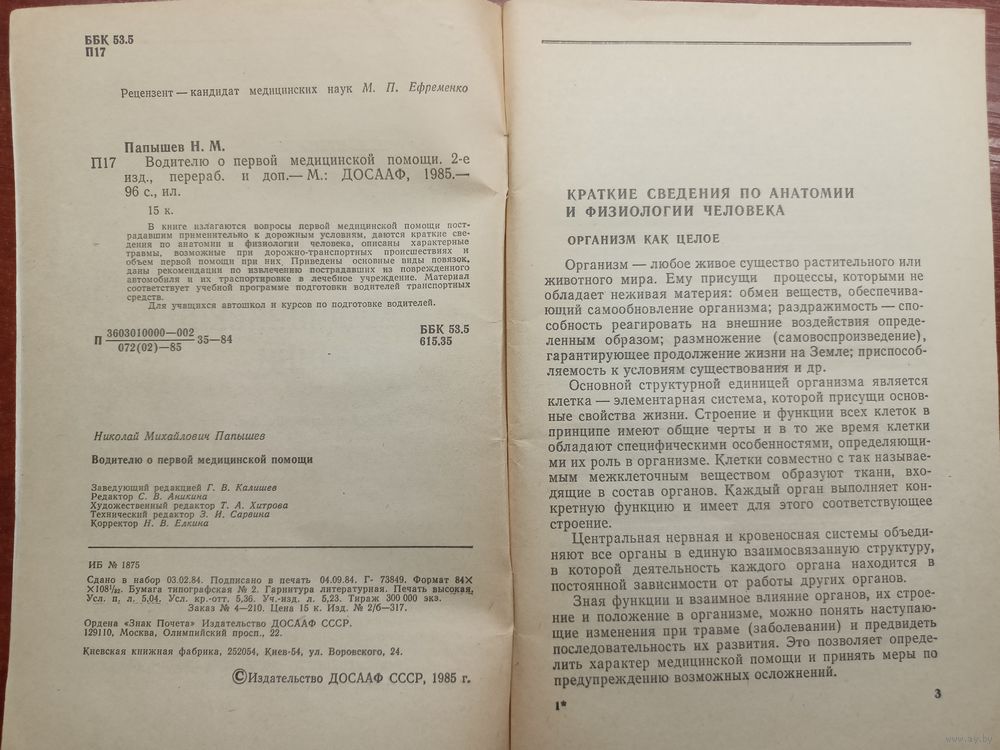 ББК 53.5
П17
Рецензент — кандидат медицинских наук М. П. Ефременко
Папышев Н. М.
П17 Водителю о первой медицинской помощи. 2-е
изд., перераб. и доп.— М.: ДОСААФ, 1985.—
96 с., ил.
15 к.
В книге излагаются вопросы первой медицинской помощи пост-
радавшим применительно к дорожным условиям, даются краткие све-
дения по анатомии и физиологии человека, описаны характерные
травмы, возможные при дорожно-транспортных происшествиях и
объем первой помощи при них. Приведены основные виды повязок,
даны рекомендации по извлечению пострадавших из поврежденного
автомобиля и их траспортировке в лечебное учреждение. Материал
соответствует учебной программе подготовки водителей транспортных
средств.
Для учащихся автошкол и курсов по подготовке водителей.
П 3603010000—002 35—84
072(02)—85
ББК 53.5
615.35
Николай Михайлович Папышев
Водителю о первой медицинской помощи
Заведующий редакцией Г. В. Калишев
Редактор С. В. Аникина
Художественный редактор Т. А. Хитрова
Технический редактор З. И. Сарвина
Корректор Н. В. Елкина
ИБ № 1875
Сдано в набор 03.02.84. Подписано в печать 04.09.84. Г- 73849. Формат 84×
×108¹/₃₂. Бумага типографская № 2. Гарнитура литературная. Печать высокая.
Усл. п. л. 5,04. Усл. кр.-отт. 5,36. Уч.-изд. л. 5,23. Тираж 300 000 экз.
Заказ № 4—210. Цена 15 к. Изд. № 2/6—317.
Ордена «Знак Почета» Издательство ДОСААФ СССР.
129110, Москва, Олимпийский просп., 22.
Киевская книжная фабрика, 252054, Киев-54, ул. Воровского, 24.
©Издательство ДОСААФ СССР, 1985 г.
КРАТКИЕ СВЕДЕНИЯ ПО АНАТОМИИ
И ФИЗИОЛОГИИ ЧЕЛОВЕКА
ОРГАНИЗМ КАК ЦЕЛОЕ
Организм — любое живое существо растительного или
животного мира. Ему присущи процессы, которыми не
обладает неживая материя: обмен веществ, обеспечива-
ющий самообновление организма; раздражимость — спо-
собность реагировать на внешние воздействия опреде-
ленным образом; размножение (самовоспроизведение),
гарантирующее продолжение жизни на Земле; приспособ-
ляемость к условиям существования и др.
Основной структурной единицей организма является
клетка — элементарная система, которой присущи основ-
ные свойства жизни. Строение и функции всех клеток в
принципе имеют общие черты и в то же время клетки
обладают специфическими особенностями, определяющи-
ми их роль в организме. Клетки совместно с так называе-
мым межклеточным веществом образуют ткани, вхо-
дящие в состав органов. Каждый орган выполняет кон-
кретную функцию и имеет для этого соответствующее
строение.
Центральная нервная и кровеносная системы объеди-
няют все органы в единую взаимосвязанную структуру,
в которой деятельность каждого органа находится в
постоянной зависимости от работы других органов.
Зная функции и взаимное влияние органов, их строе-
ние и положение в организме, можно понять наступаю-
щие изменения при травме (заболевании) и предвидеть
последовательность их развития. Это позволяет опреде-
лить характер медицинской помощи и принять меры по
предупреждению возможных осложнений.
1*
3
www.ay.by